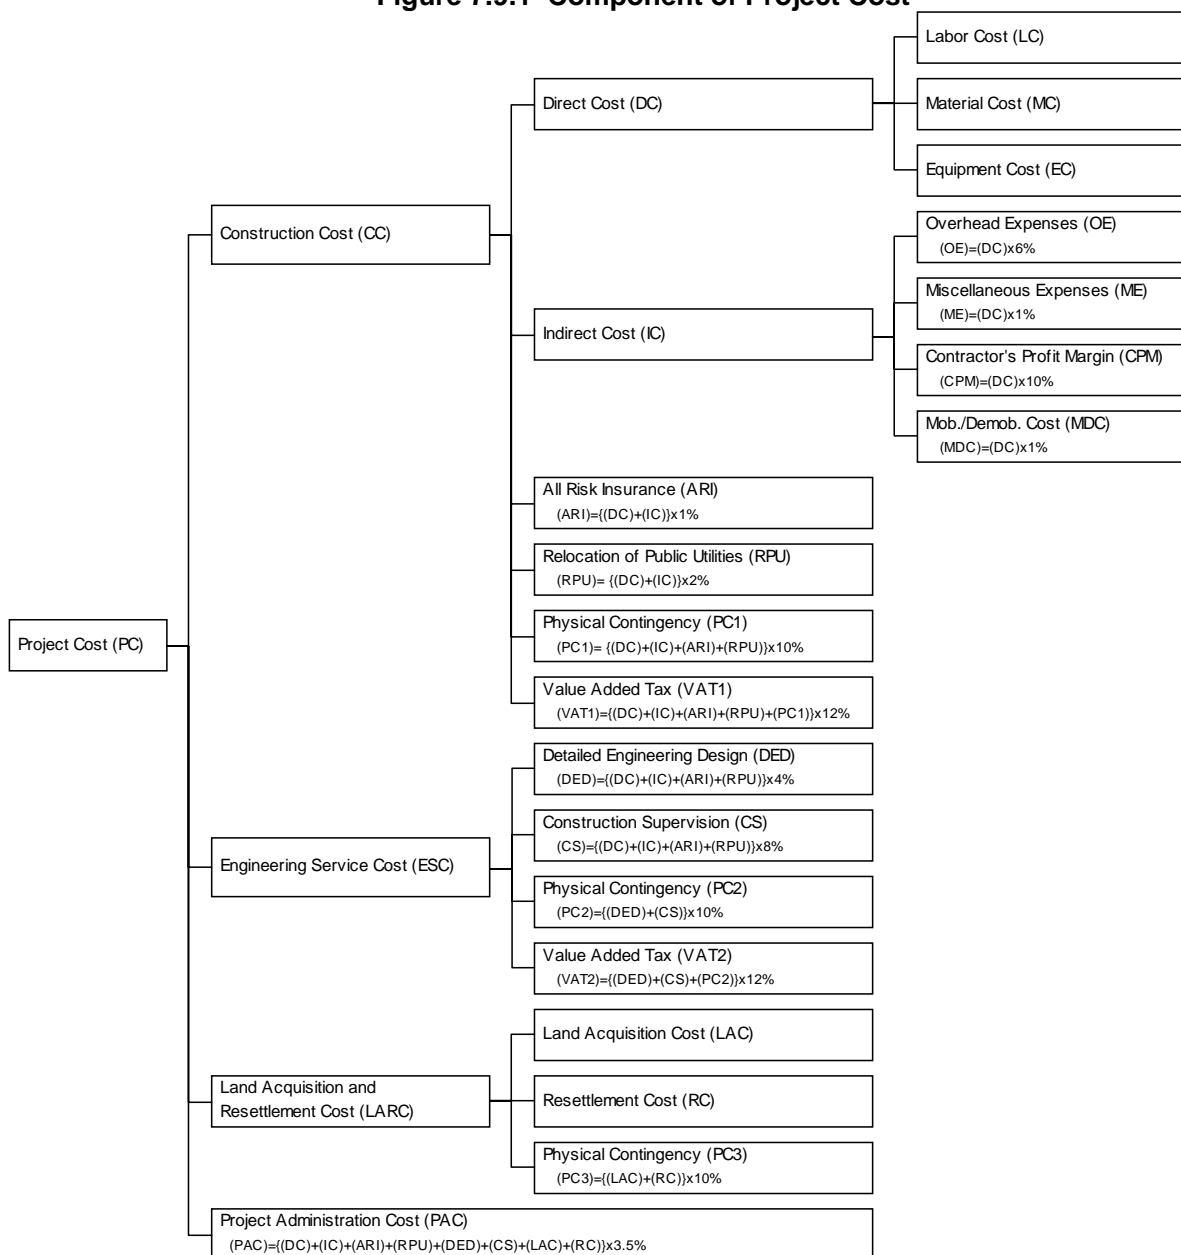 Figure 7.5.1 Component of Project Cost
Labor Cost (LC)
Direct Cost (DC)
Material Cost (MC)
Equipment Cost (EC)
Construction Cost (CC)
Overhead Expenses (OE)
(OE)=(DC)x6%
Miscellaneous Expenses (ME)
(ME)=(DC)x1%
Indirect Cost (IC)
Contractor's Profit Margin (CPM)
(CPM)=(DC)x10%
Mob./Demob. Cost (MDC)
(MDC)=(DC)x1%
All Risk Insurance (ARI)
(ARI)={(DC)+(IC)}x1%
Relocation of Public Utilities (RPU)
(RPU)= {(DC)+(IC)}x2%
Project Cost (PC)
Physical Contingency (PC1)
(PC1)= {(DC)+(IC)+(ARI)+(RPU)}x10%
Value Added Tax (VAT1)
(VAT1)={(DC)+(IC)+(ARI)+(RPU)+(PC1)}x12%
Detailed Engineering Design (DED)
(DED)={(DC)+(IC)+(ARI)+(RPU)}x4%
Construction Supervision (CS)
(CS)={(DC)+(IC)+(ARI)+(RPU)}x8%
Engineering Service Cost (ESC)
Physical Contingency (PC2)
(PC2)={(DED)+(CS)}x10%
Value Added Tax (VAT2)
(VAT2)={(DED)+(CS)+(PC2)}x12%
Land Acquisition Cost (LAC)
Land Acquisition and
Resettlement Cost (LARC)
Resettlement Cost (RC)
Physical Contingency (PC3)
(PC3)={(LAC)+(RC)}x10%
Project Administration Cost (PAC)
(PAC)={(DC)+(IC)+(ARI)+(RPU)+(DED)+(CS)+(LAC)+(RC)}x3.5%